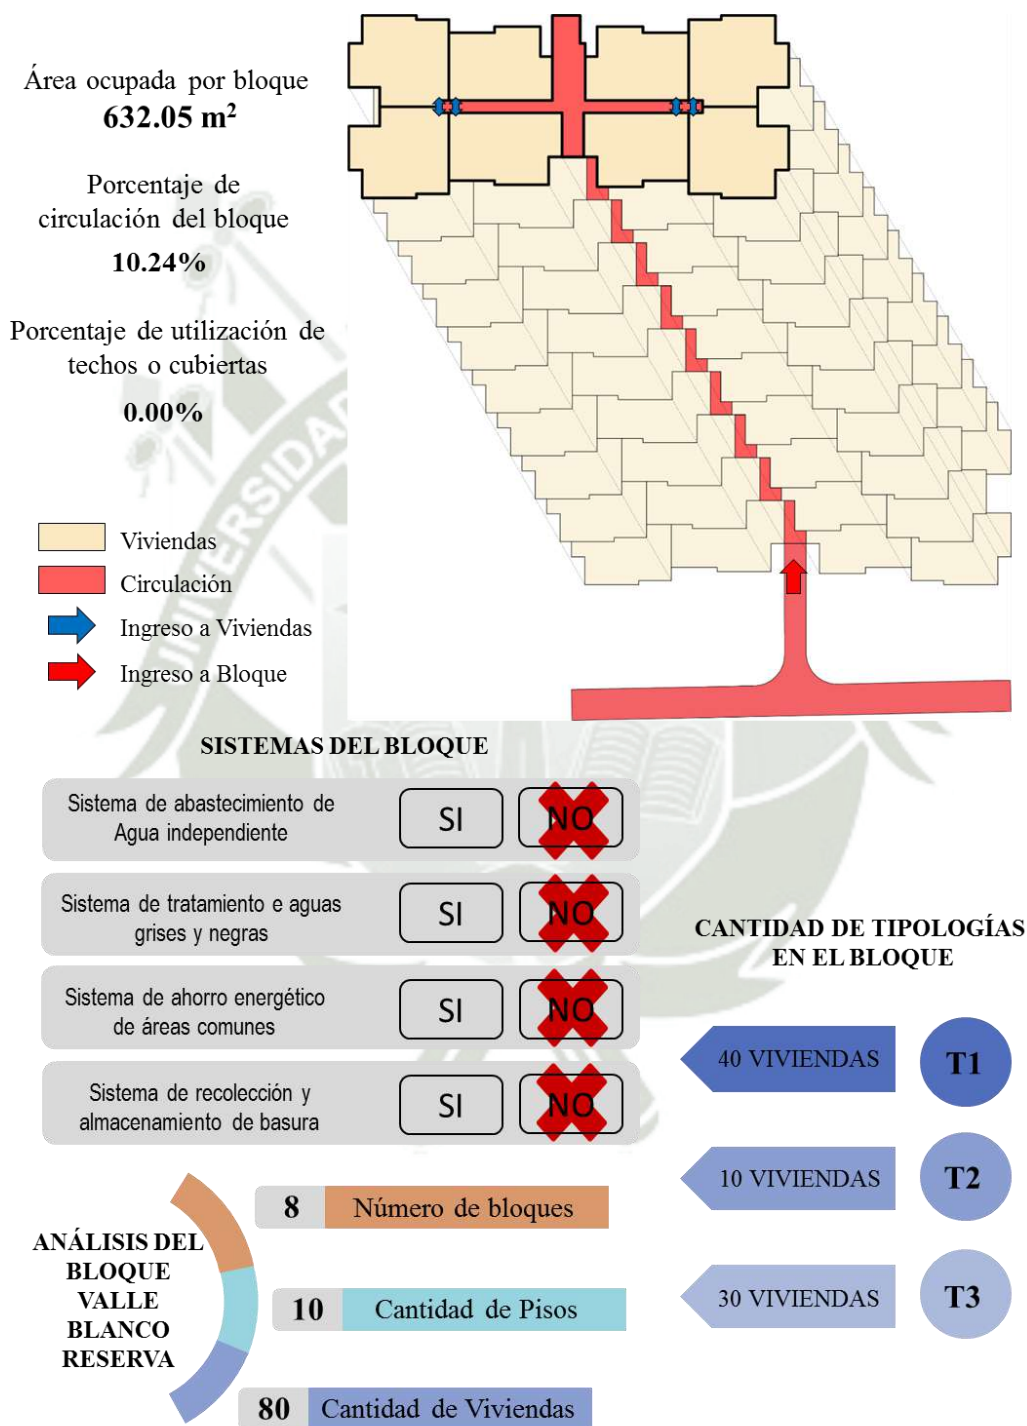 Área ocupada por bloque
632.05 m²
Porcentaje de
circulación del bloque
10.24%
Porcentaje de utilización de
techos o cubiertas
0.00%
Viviendas
Circulación
Ingreso a Viviendas
Ingreso a Bloque
UNIVERSIDAD
SISTEMAS DEL BLOQUE
Sistema de abastecimiento de
Agua independiente
SI
NO
Sistema de tratamiento e aguas
grises y negras
SI
NO
Sistema de ahorro energético
de áreas comunes
SI
NO
Sistema de recolección y
almacenamiento de basura
SI
NO
CANTIDAD DE TIPOLOGÍAS
EN EL BLOQUE
40 VIVIENDAS
T1
10 VIVIENDAS
T2
30 VIVIENDAS
T3
ANÁLISIS DEL
BLOQUE
VALLE
BLANCO
RESERVA
8 Número de bloques
10 Cantidad de Pisos
80 Cantidad de Viviendas